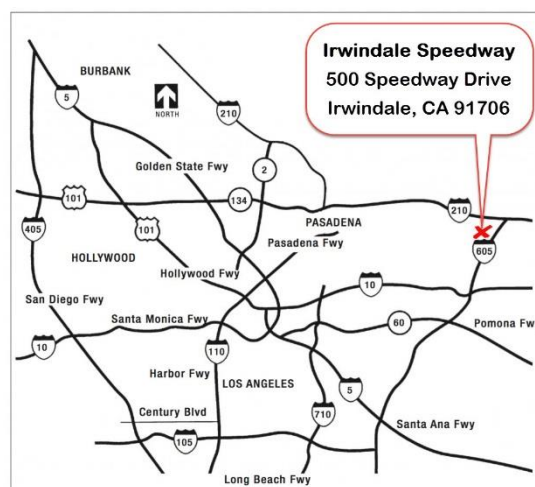 Irwindale Speedway
500 Speedway Drive
Irwindale, CA 91706
BURBANK
5
NORTH
210
Golden State Fwy
2
101
134
210
101
PASADENA
405
Pasadena Fwy
605
HOLLYWOOD
Hollywood Fwy
10
San Diego Fwy
Santa Monica Fwy
60
Pomona Fw
10
110
Harbor Fwy
LOS ANGELES
5
Century Blvd
710
Santa Ana Fwy
105
Long Beach Fwy